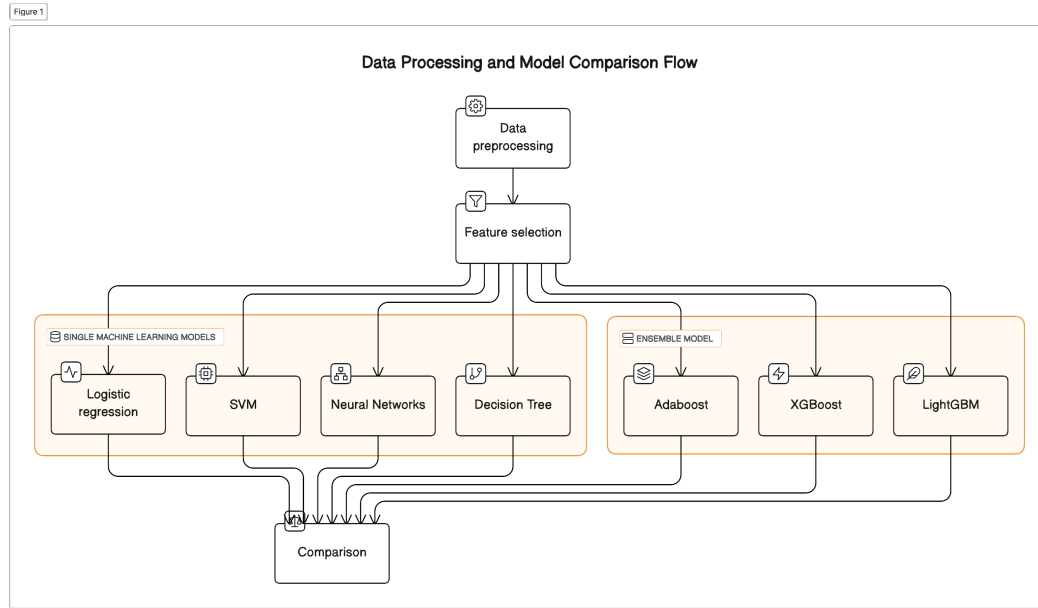 Figure 1
Data Processing and Model Comparison Flow
Data
preprocessing
Feature selection
SINGLE MACHINE LEARNING MODELS
ENSEMBLE MODEL
Logistic
regression
SVM
Neural Networks
Decision Tree
Adaboost
XGBoost
LightGBM
Comparison